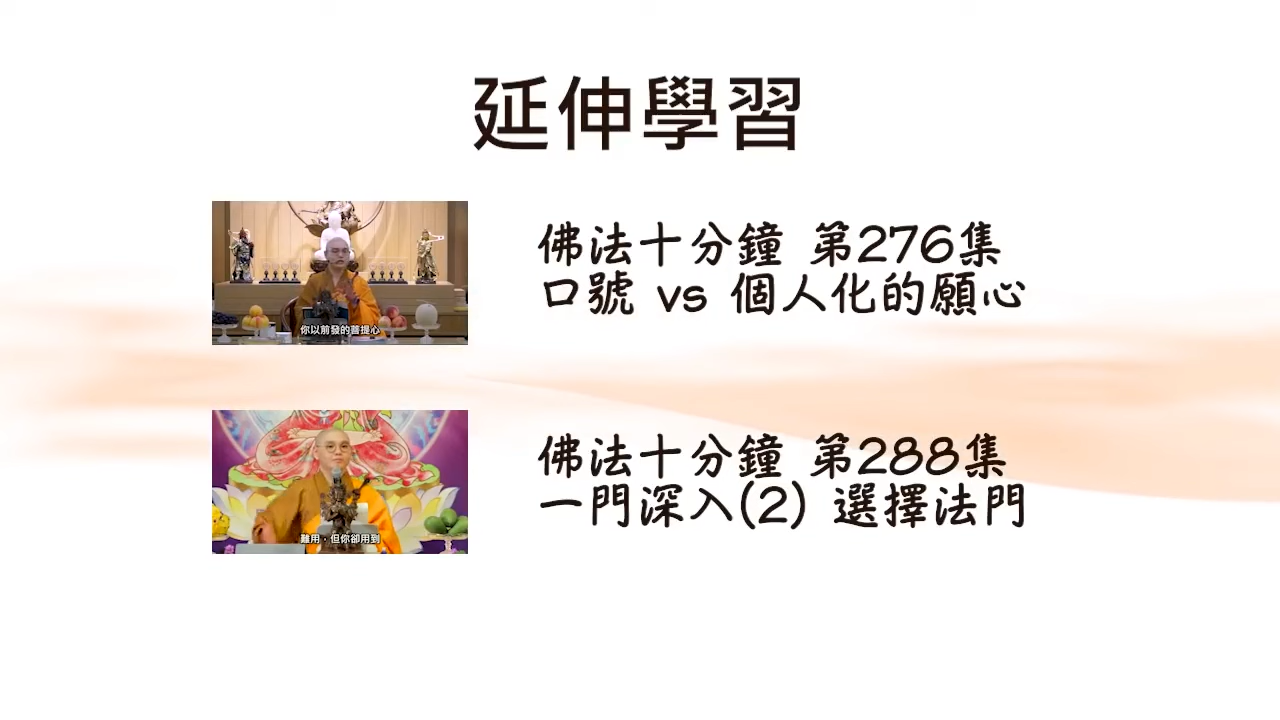 延伸學習
佛法十分鐘 第276集
口號 vs 個人化的願心
你以前發的菩提心
佛法十分鐘 第288集
一門深入(2) 選擇法門
難用，但你卻用到